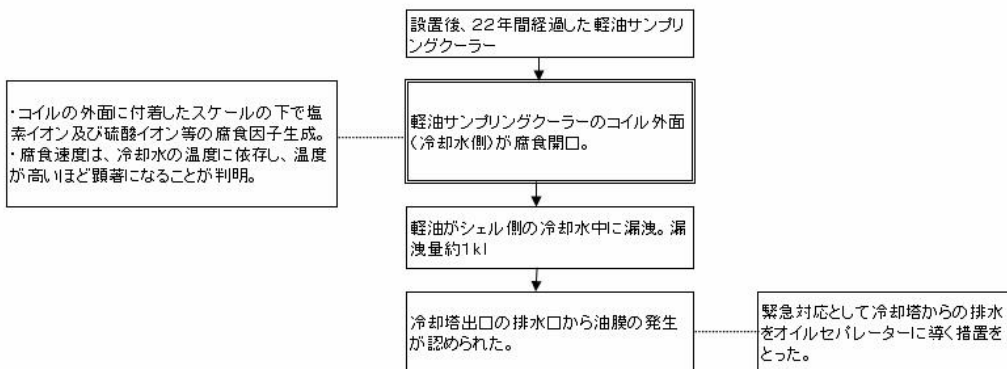 設置後、22年間経過した軽油サンプリ
ングクーラー
・コイルの外面に付着したスケールの下で塩
素イオン及び硫酸イオン等の腐食因子生成。
・腐食速度は、冷却水の温度に依存し、温度
が高いほど顕著になることが判明。
軽油サンプリングクーラーのコイル外面
(冷却水側)が腐食開口。
軽油がシェル側の冷却水中に漏洩。漏
洩量約1kl
冷却塔出口の排水口から油膜の発生
が認められた。
緊急対応として冷却塔からの排水
をオイルセパレーターに導く措置を
とった。